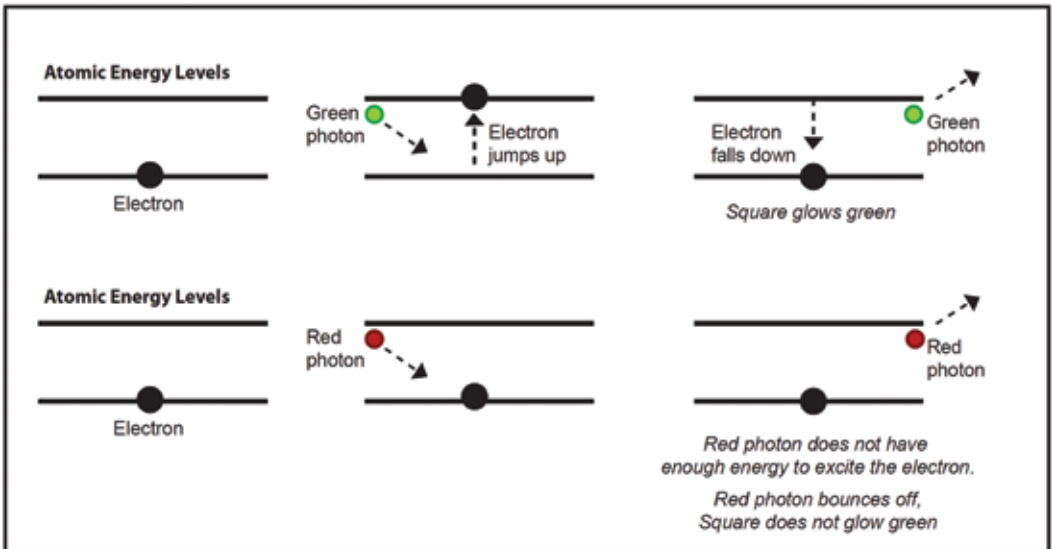 Atomic Energy Levels
Electron
Green
photon
Electron
jumps up
Electron
falls down
Green
photon
Square glows green
Atomic Energy Levels
Electron
Red
photon
Red
photon
Red photon does not have
enough energy to excite the electron.
Red photon bounces off,
Square does not glow green